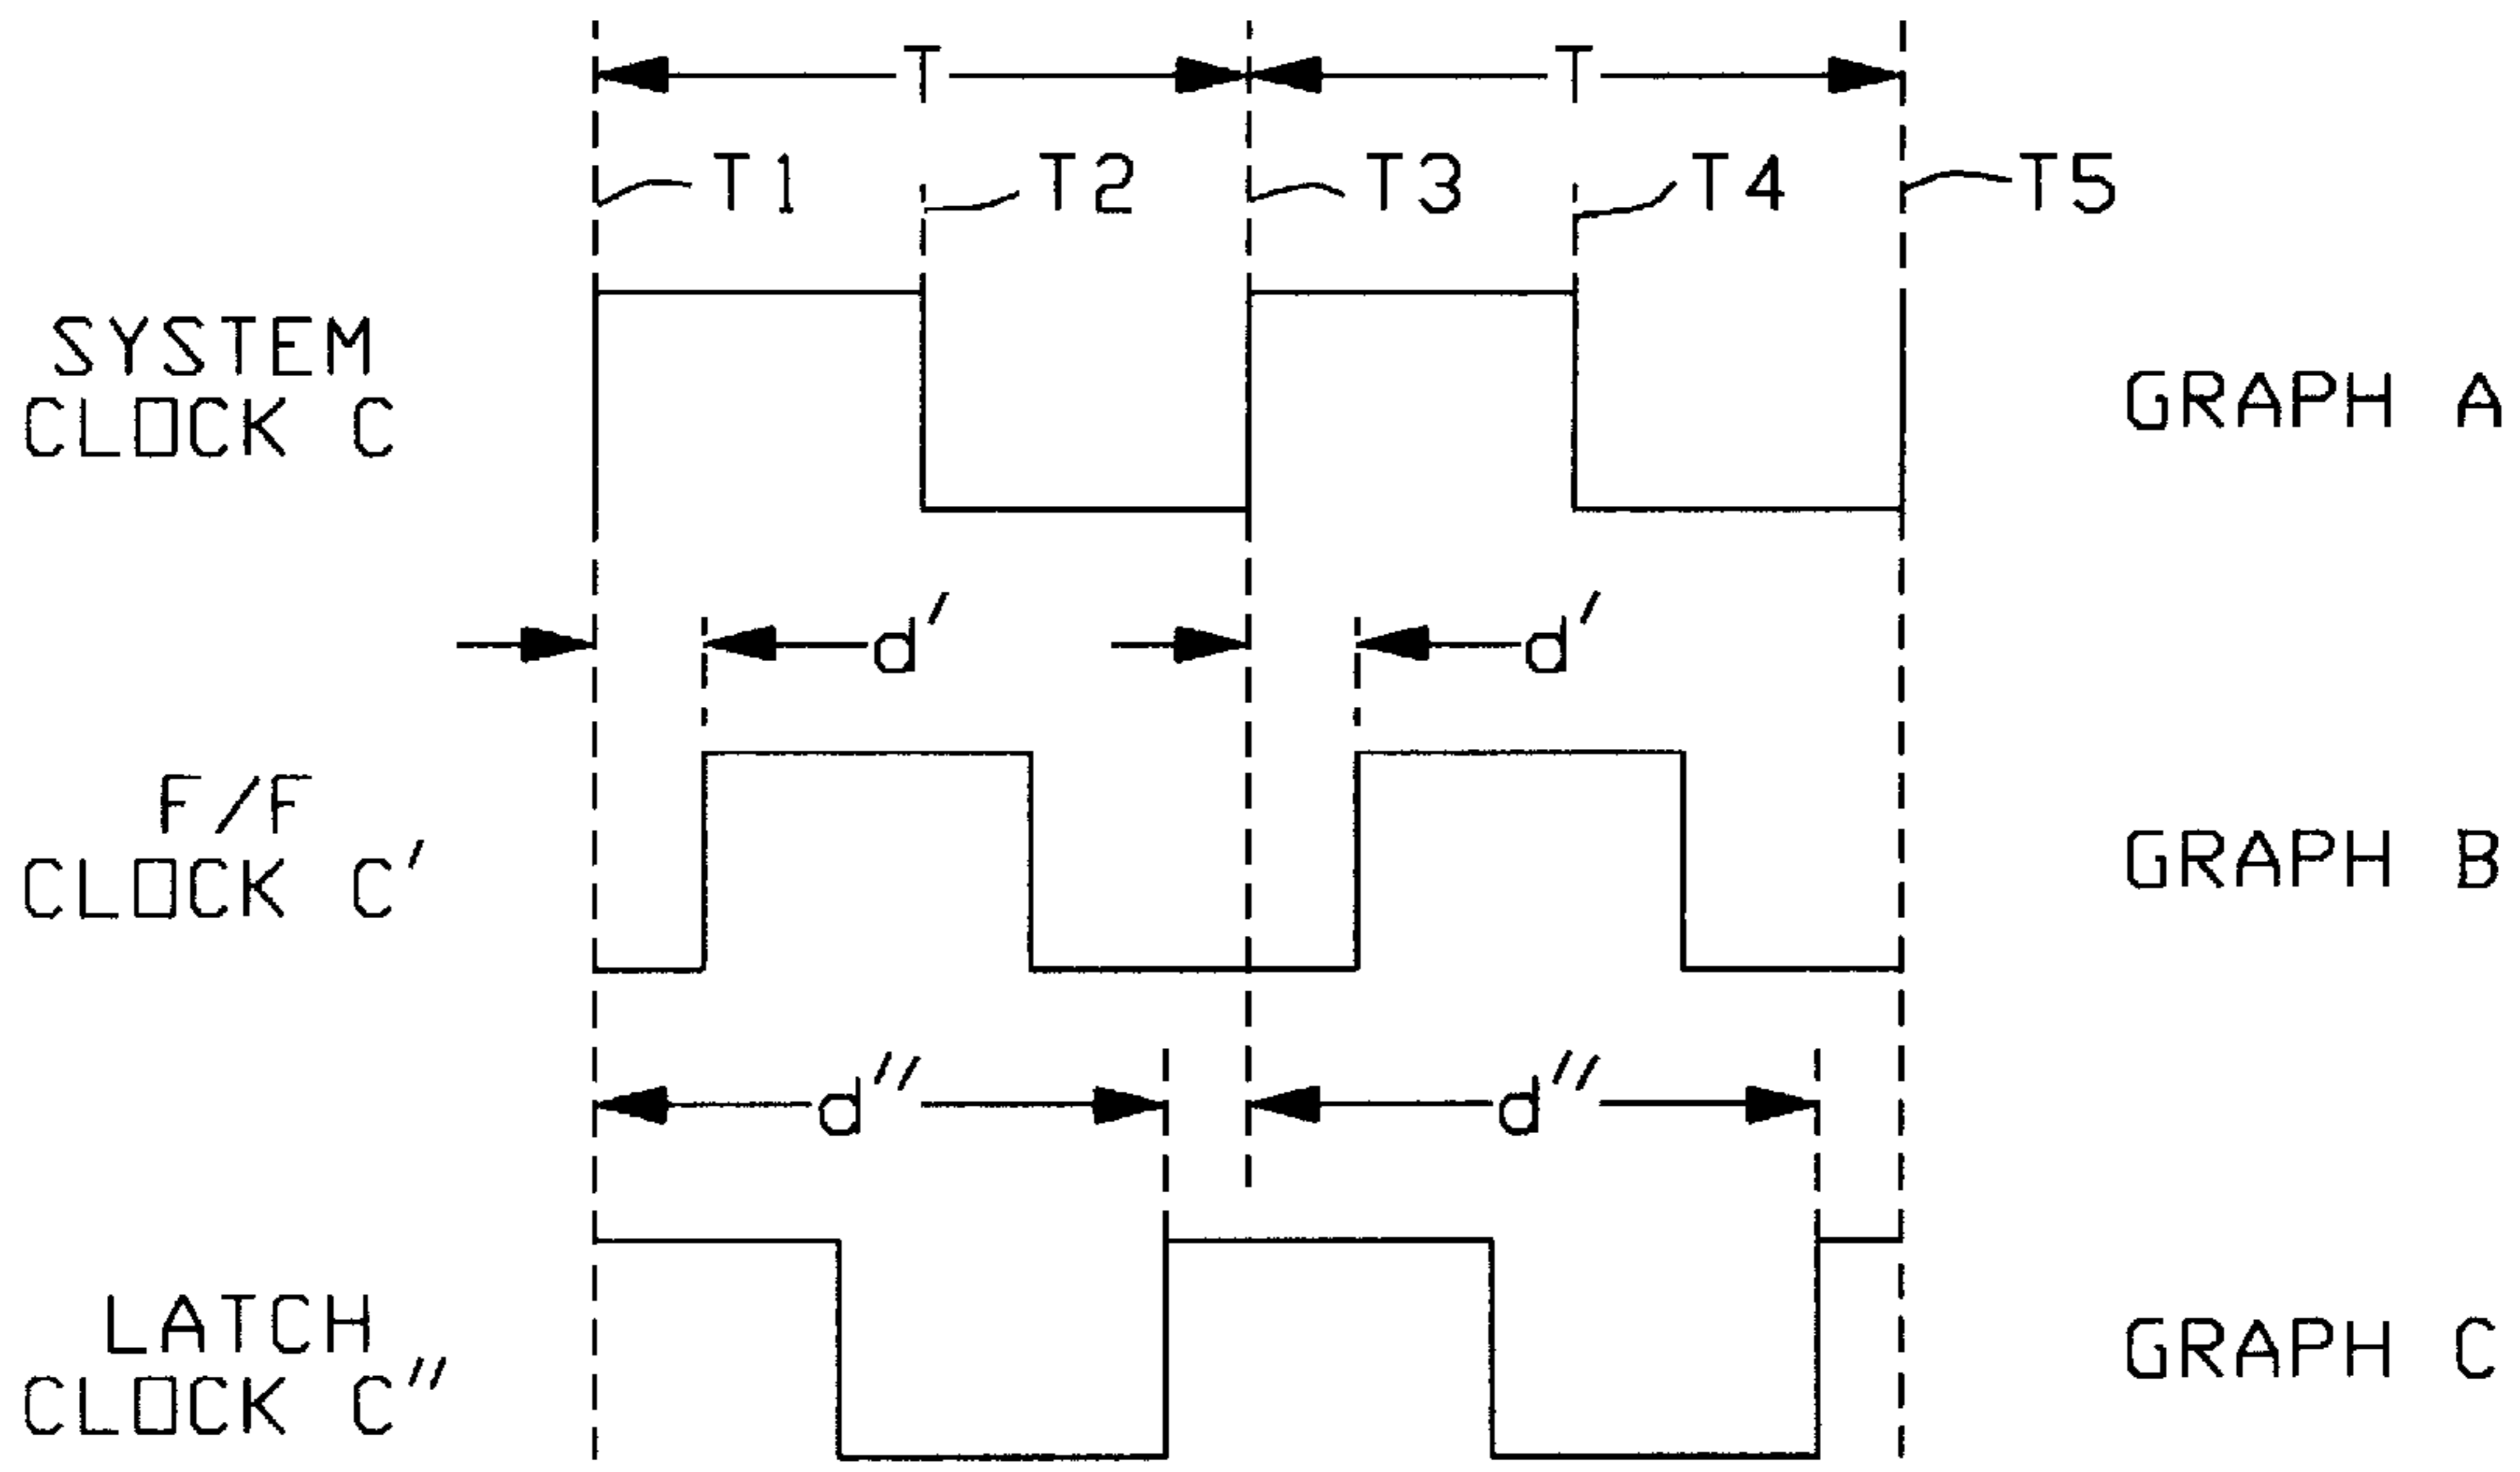 T T
T1 T2 T3 T4 T5
SYSTEM
CLOCK C
GRAPH A
d′ d′
F/F
CLOCK C′
GRAPH B
d″ d″
LATCH
CLOCK C″
GRAPH C